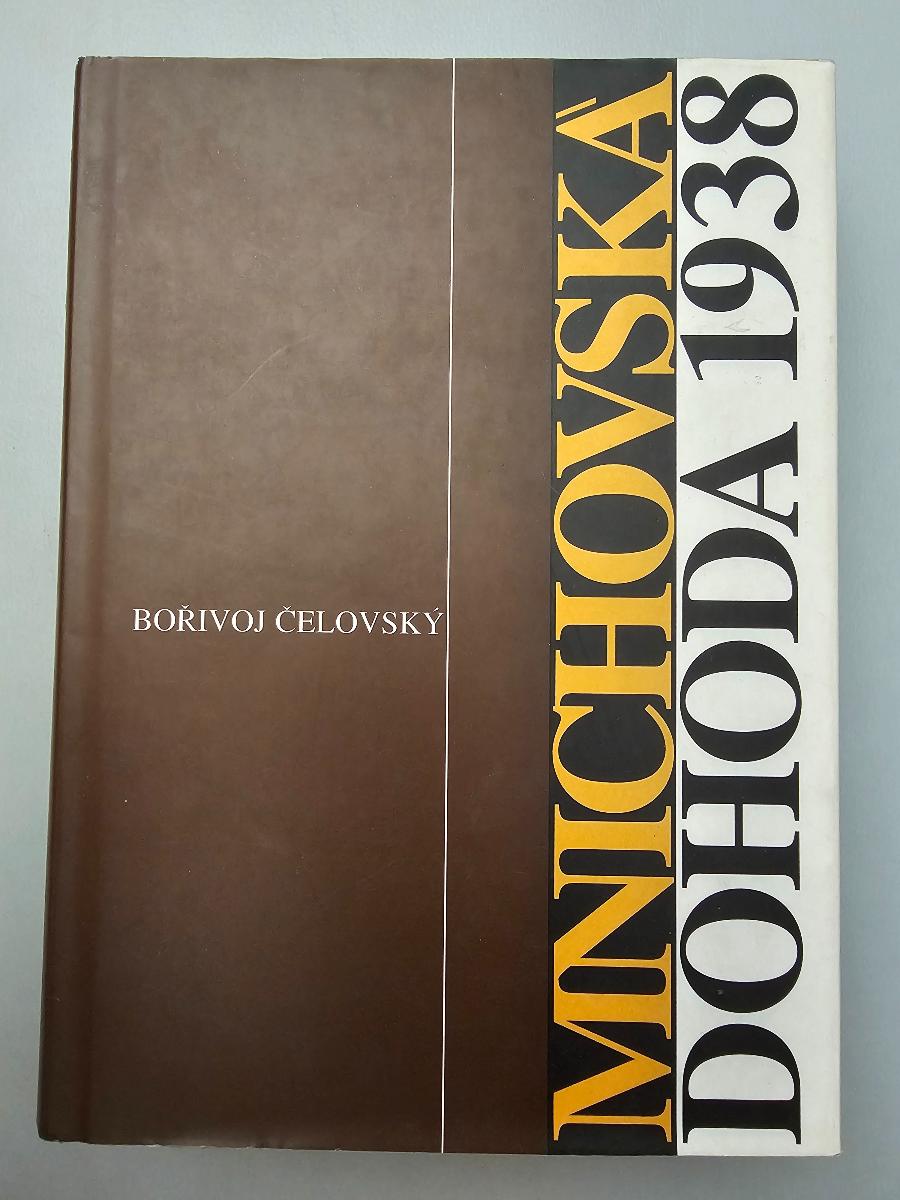 BOŘIVOJ ČELOVSKÝ
MNICHOVSKÁ
DOHODA 1938